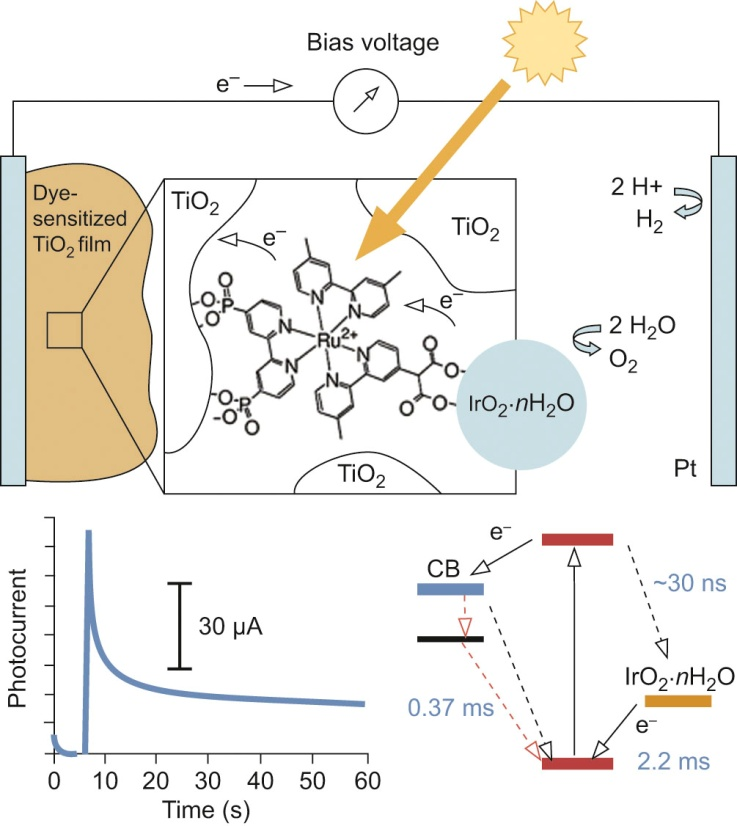 Bias voltage
e⁻
Dye-
sensitized
TiO₂ film
TiO₂
e⁻
TiO₂
e⁻
2 H+
H₂
2 H₂O
O₂
O
O
P
O
N
N
N
N
Ru²⁺
N
N
O
O
O
O
O
P
-O
O
IrO₂·nH₂O
TiO₂
Pt
Photocurrent
30 µA
0 10 20 30 40 50 60
Time (s)
e⁻
CB
~30 ns
IrO₂·nH₂O
e⁻
0.37 ms
2.2 ms